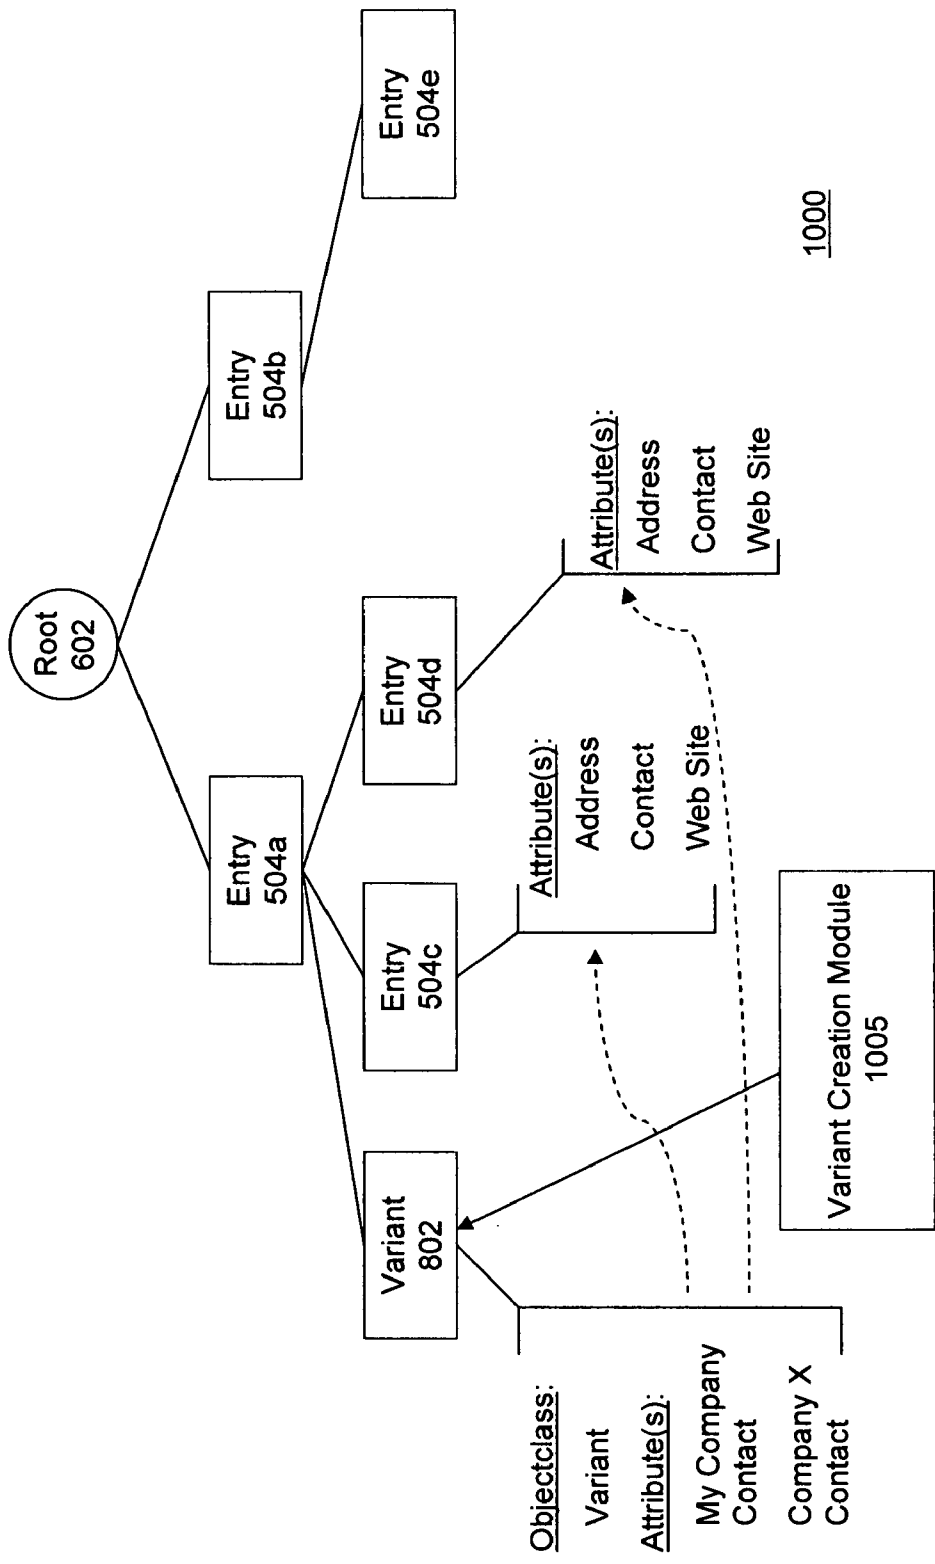 Root
602
Entry
504a
Entry
504b
Variant
802
Entry
504c
Entry
504d
Entry
504e
Objectclass:
Variant
Attribute(s):
My Company
Contact
Company X
Contact
Attribute(s):
Address
Contact
Web Site
Attribute(s):
Address
Contact
Web Site
Variant Creation Module
1005
1000